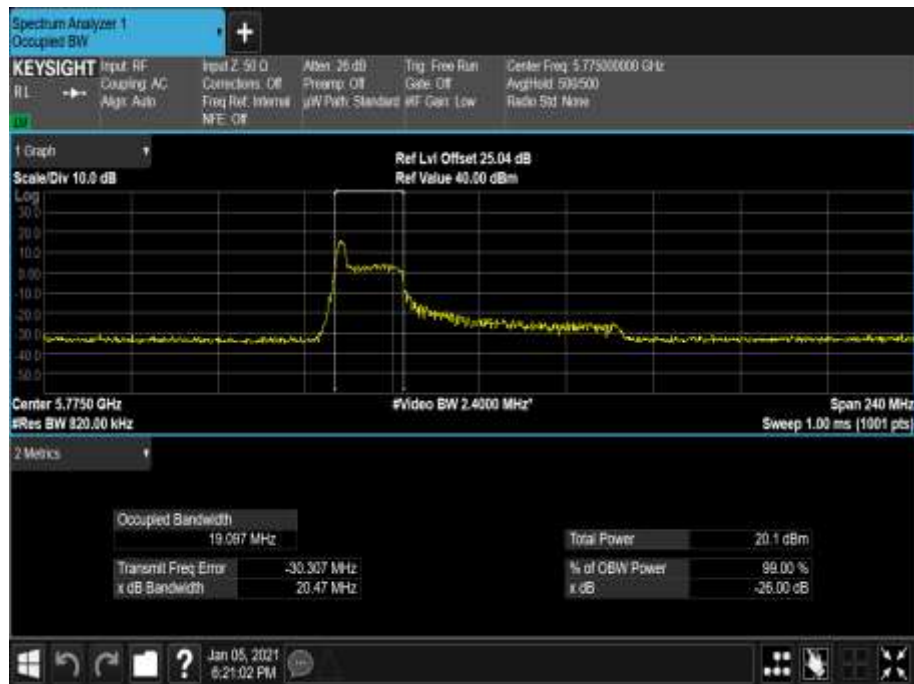 Spectrum Analyzer 1
Occupied BW
+
KEYSIGHT Input: RF Input Z: 50 Ω Atten: 26 dB Trig: Free Run Center Freq: 5.775000000 GHz
RL Coupling: AC Corrections: Off Preamp: Off Gate: Off Avg|Hold: 500/500
Align: Auto Freq Ref: Internal µW Path: Standard #IF Gain: Low Radio Std: None
NFE: Off
1 Graph
Ref Lvl Offset 25.04 dB
Scale/Div 10.0 dB Ref Value 40.00 dBm
Log
30.0
20.0
10.0
0.00
-10.0
-20.0
-30.0
-40.0
-50.0
Center 5.7750 GHz #Video BW 2.4000 MHz* Span 240 MHz
#Res BW 820.00 kHz Sweep 1.00 ms (1001 pts)
2 Metrics
Occupied Bandwidth
19.097 MHz Total Power 20.1 dBm
Transmit Freq Error -30.307 MHz % of OBW Power 99.00 %
x dB Bandwidth 20.47 MHz x dB -26.00 dB
? Jan 05, 2021
6:21:02 PM